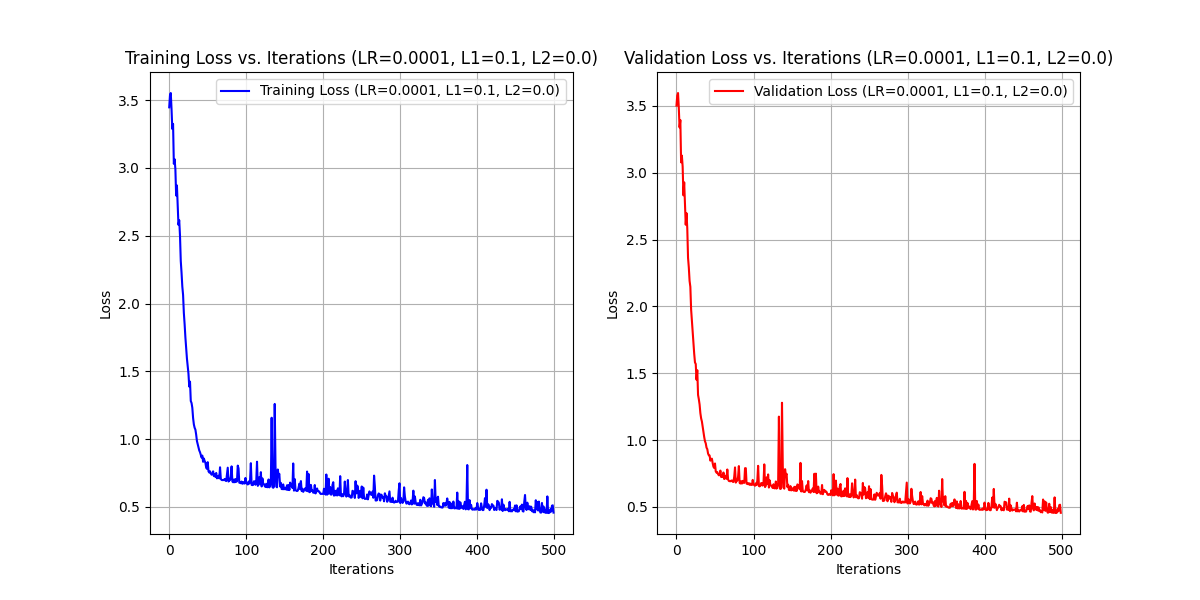 Training Loss vs. Iterations (LR=0.0001, L1=0.1, L2=0.0)
Training Loss (LR=0.0001, L1=0.1, L2=0.0)
3.5
3.0
2.5
2.0
1.5
1.0
0.5
Loss
0 100 200 300 400 500
Iterations
Validation Loss vs. Iterations (LR=0.0001, L1=0.1, L2=0.0)
Validation Loss (LR=0.0001, L1=0.1, L2=0.0)
3.5
3.0
2.5
2.0
1.5
1.0
0.5
Loss
0 100 200 300 400 500
Iterations